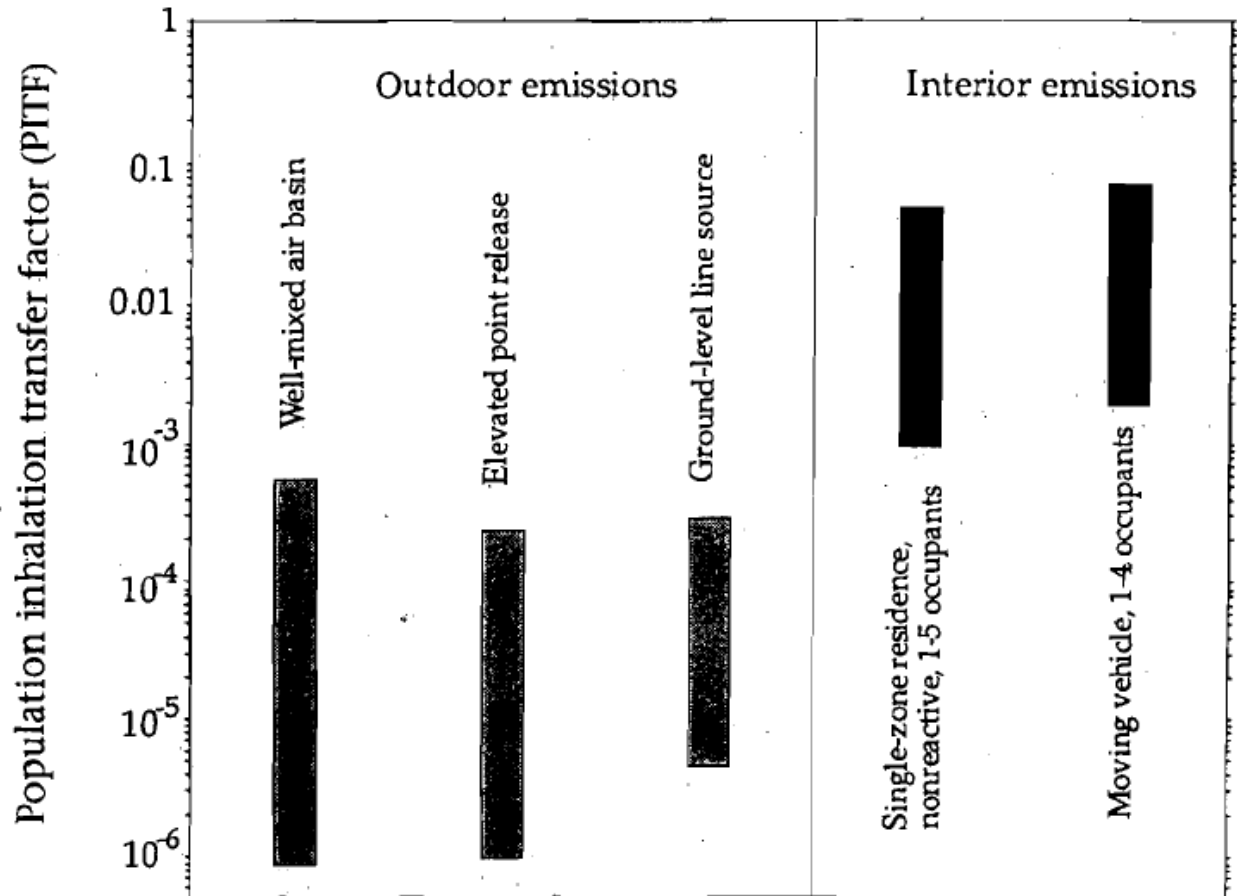 Population inhalation transfer factor (PITF)
1
0.1
0.01
10-3
10-4
10-5
10-6
Outdoor emissions
Interior emissions
Well-mixed air basin
Elevated point release
Ground-level line source
Single-zone residence,
nonreactive, 1-5 occupants
Moving vehicle, 1-4 occupants